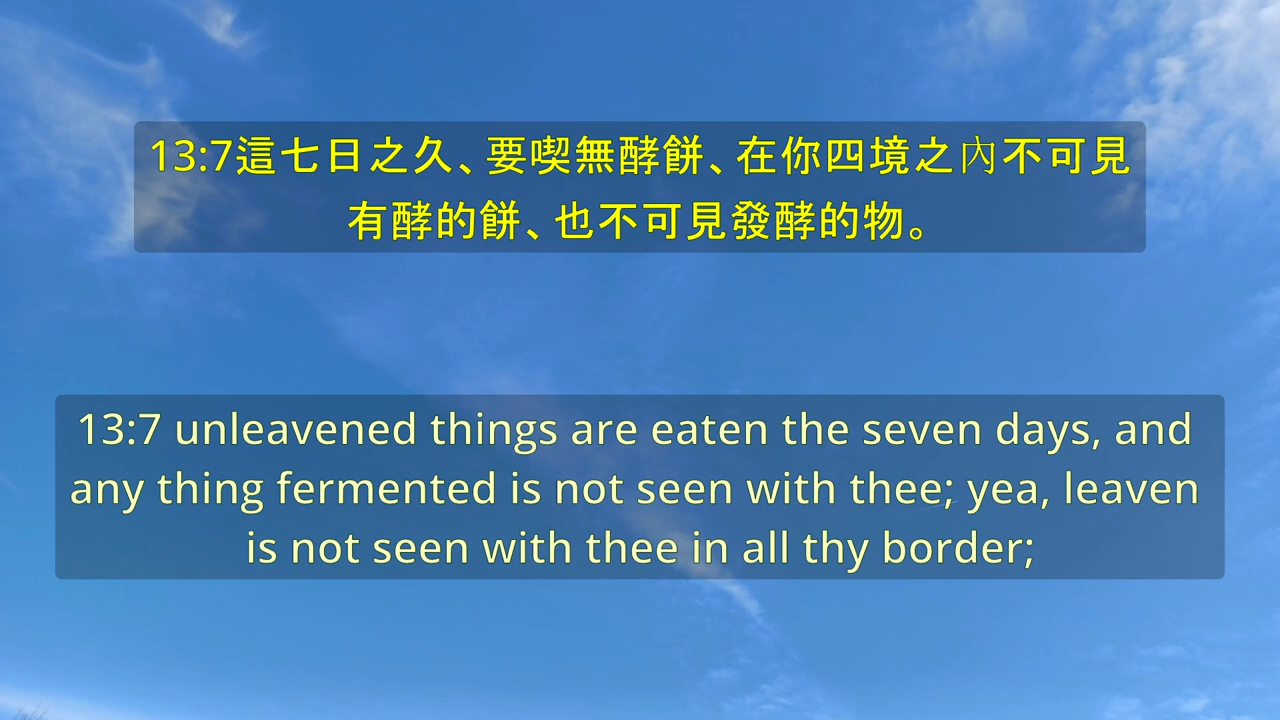 13:7這七日之久、要喫無酵餅、在你四境之內不可見
有酵的餅、也不可見發酵的物。
13:7 unleavened things are eaten the seven days, and
any thing fermented is not seen with thee; yea, leaven
is not seen with thee in all thy border;